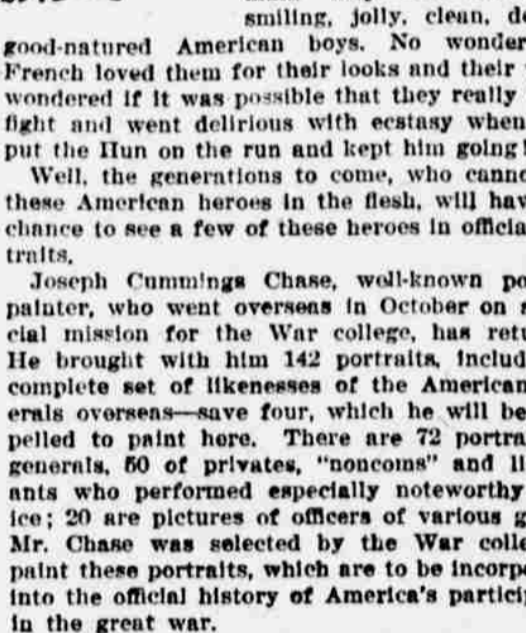 smiling, jolly, clean, de
good-natured American boys. No wonder
French loved them for their looks and their
wondered if it was possible that they really
fight and went delirious with ecstasy when
put the Hun on the run and kept him going!
Well, the generations to come, who canno
these American heroes in the flesh, will hav
chance to see a few of these heroes in officia
traits.
Joseph Cummings Chase, well-known po
painter, who went overseas in October on s
cial mission for the War college, has retu
He brought with him 142 portraits, includ
complete set of likenesses of the American
erals overseas—save four, which he will be
pelled to paint here. There are 72 portra
generals, 50 of privates, "noncoms" and li
ants who performed especially noteworthy
ice; 20 are pictures of officers of various g
Mr. Chase was selected by the War colle
paint these portraits, which are to be incorpo
into the official history of America's particip
in the great war.